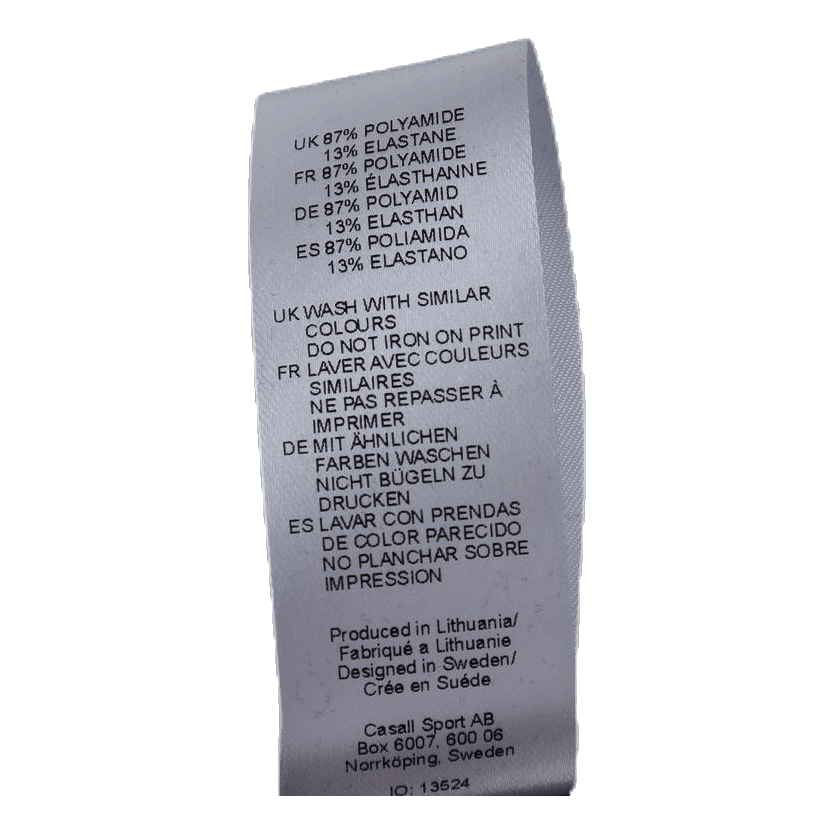 UK 87% POLYAMIDE
13% ELASTANE
FR 87% POLYAMIDE
13% ÉLASTHANNE
DE 87% POLYAMID
13% ELASTHAN
ES 87% POLIAMIDA
13% ELASTANO
UK WASH WITH SIMILAR
COLOURS
DO NOT IRON ON PRINT
FR LAVER AVEC COULEURS
SIMILAIRES
NE PAS REPASSER À
IMPRIMER
DE MIT ÄHNLICHEN
FARBEN WASCHEN
NICHT BÜGELN ZU
DRUCKEN
ES LAVAR CON PRENDAS
DE COLOR PARECIDO
NO PLANCHAR SOBRE
IMPRESSION
Produced in Lithuania/
Fabriqué a Lithuanie
Designed in Sweden/
Crée en Suéde
Casall Sport AB
Box 6007, 600 06
Norrköping, Sweden
IO: 13524